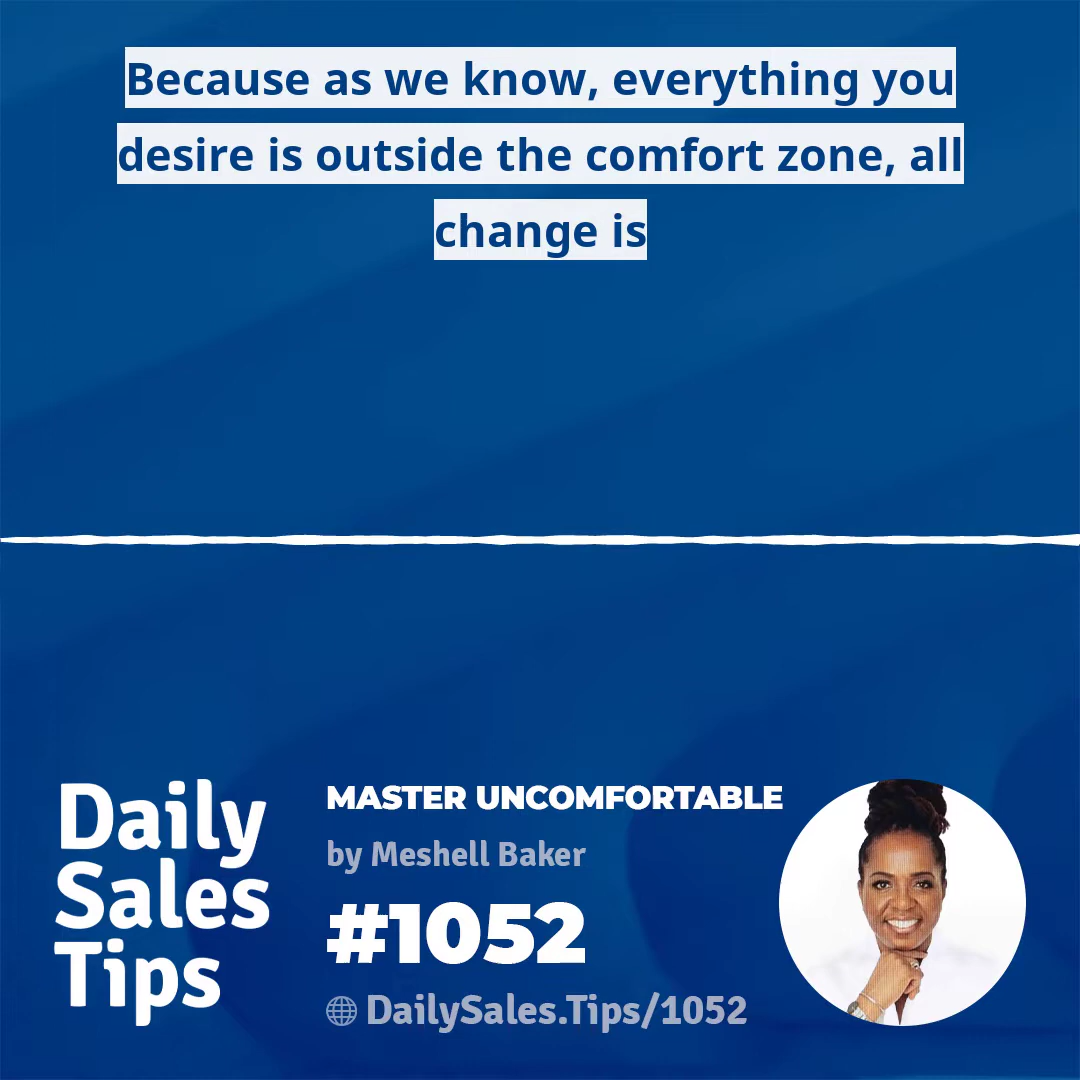 Because as we know, everything you
desire is outside the comfort zone, all
change is
Daily
Sales
Tips
MASTER UNCOMFORTABLE
by Meshell Baker
#1052
DailySales.Tips/1052